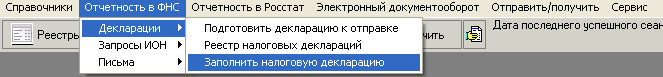 Справочники Отчетность в ФНС Отчетность в Росстат Электронный документооборот Отправить/получить Сервис
Реестры
Декларации
Запросы ИОН
Письма
Подготовить декларацию к отправке
Реестр налоговых деклараций
Заполнить налоговую декларацию
Дата последнего успешного сеан